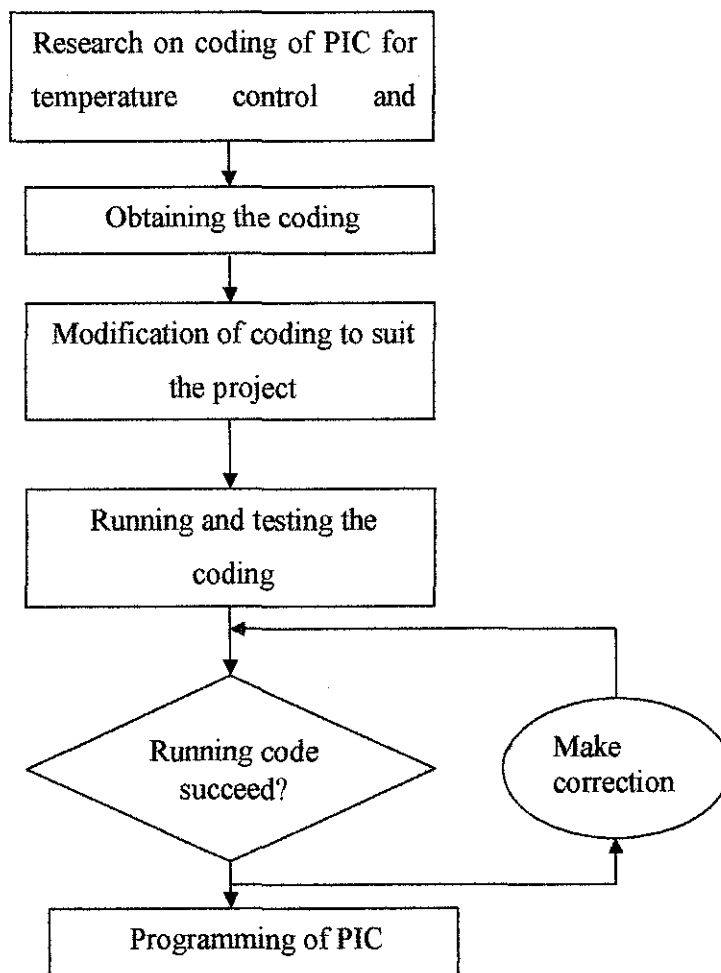 Research on coding of PIC for
temperature control and
Obtaining the coding
Modification of coding to suit
the project
Running and testing the
coding
Running code
succeed?
Make
correction
Programming of PIC